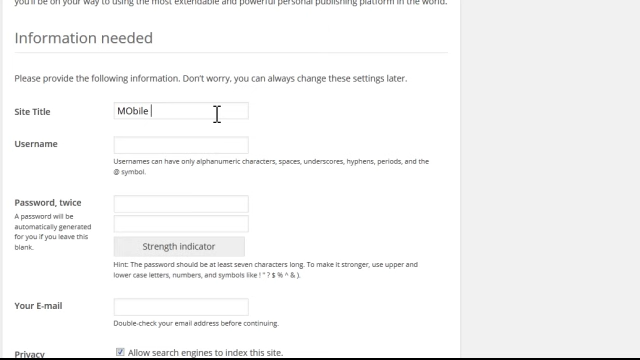 you'll be on your way to using the most extendable and powerful personal publishing platform in the world.
Information needed
Please provide the following information. Don't worry, you can always change these settings later.
Site Title
MObile
Username
Usernames can have only alphanumeric characters, spaces, underscores, hyphens, periods, and the
@ symbol.
Password, twice
A password will be
automatically generated
for you if you leave this
blank.
Strength indicator
Hint: The password should be at least seven characters long. To make it stronger, use upper and
lower case letters, numbers, and symbols like ! " ? $ % ^ & ).
Your E-mail
Double-check your email address before continuing.
Privacy
Allow search engines to index this site.